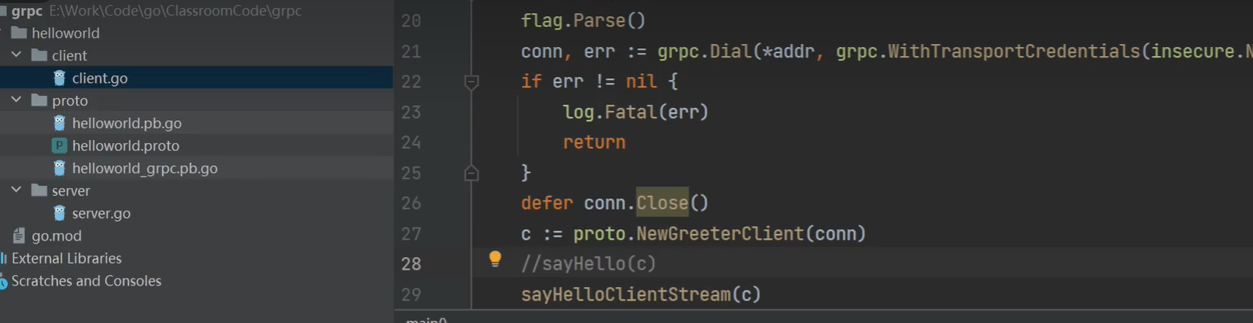 grpc E:\Work\Code\go\ClassroomCode\grpc
helloworld
client
client.go
proto
helloworld.pb.go
helloworld.proto
helloworld_grpc.pb.go
server
server.go
go.mod
External Libraries
Scratches and Consoles
20 flag.Parse()
21 conn, err := grpc.Dial(*addr, grpc.WithTransportCredentials(insecure.N
22 if err != nil {
23 log.Fatal(err)
24 return
25 }
26 defer conn.Close()
27 c := proto.NewGreeterClient(conn)
28 //sayHello(c)
29 sayHelloClientStream(c)
main()